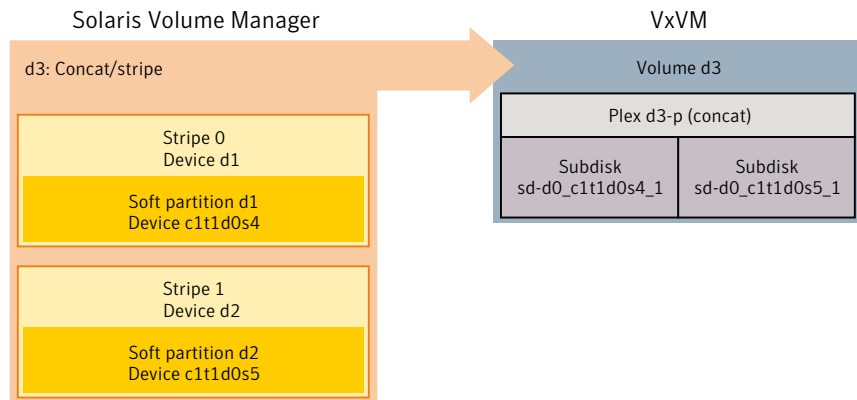 Solaris Volume Manager
d3: Concat/stripe
Stripe 0
Device d1
Soft partition d1
Device c1t1d0s4
Stripe 1
Device d2
Soft partition d2
Device c1t1d0s5
VxVM
Volume d3
Plex d3-p (concat)
Subdisk
sd-d0_c1t1d0s4_1
Subdisk
sd-d0_c1t1d0s5_1